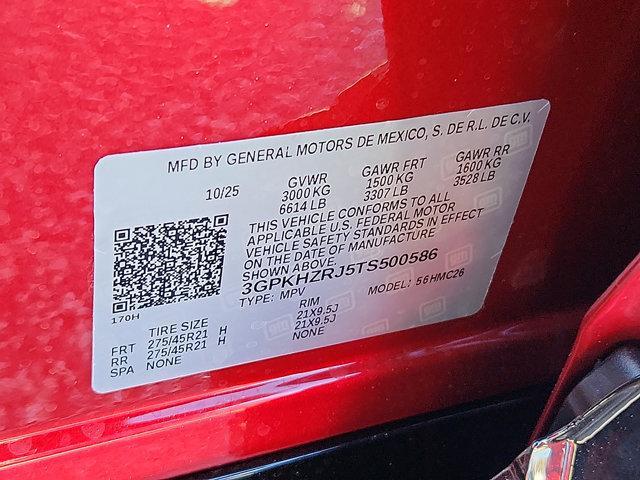 MFD BY GENERAL MOTORS DE MEXICO, S. DE R.L. DE C.V.
10/25 GVWR GAWR FRT GAWR RR
3000 KG 1500 KG 1600 KG
6614 LB 3307 LB 3528 LB
THIS VEHICLE CONFORMS TO ALL
APPLICABLE U.S. FEDERAL MOTOR
VEHICLE SAFETY STANDARDS IN EFFECT
ON THE DATE OF MANUFACTURE
SHOWN ABOVE.
3GPKHZRJ5TS500586
TYPE: MPV MODEL: 56HMC26
170H
TIRE SIZE RIM
FRT 275/45R21 H 21X9.5J
RR 275/45R21 H 21X9.5J
SPA NONE NONE